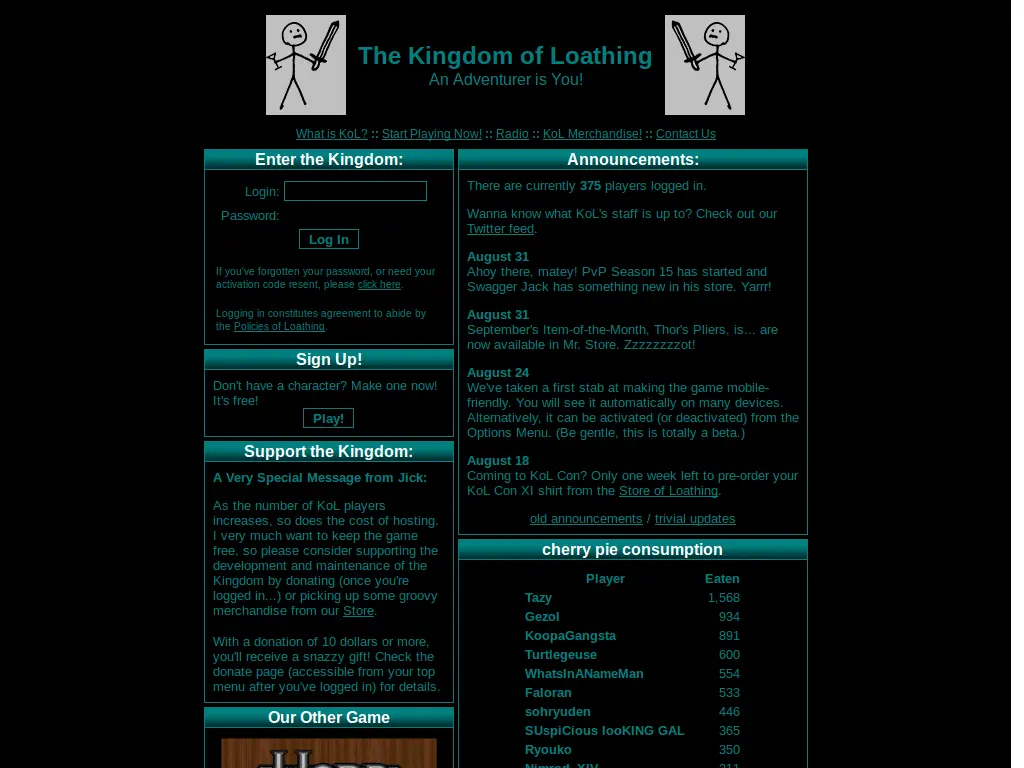 The Kingdom of Loathing
An Adventurer is You!
What is KoL? :: Start Playing Now! :: Radio :: KoL Merchandise! :: Contact Us
Enter the Kingdom:
Login:
Password:
Log In
If you've forgotten your password, or need your
activation code resent, please click here.
Logging in constitutes agreement to abide by
the Policies of Loathing.
Sign Up!
Don't have a character? Make one now!
It's free!
Play!
Support the Kingdom:
A Very Special Message from Jick:
As the number of KoL players
increases, so does the cost of hosting.
I very much want to keep the game
free, so please consider supporting the
development and maintenance of the
Kingdom by donating (once you're
logged in...) or picking up some groovy
merchandise from our Store.
With a donation of 10 dollars or more,
you'll receive a snazzy gift! Check the
donate page (accessible from your top
menu after you've logged in) for details.
Our Other Game
Announcements:
There are currently 375 players logged in.
Wanna know what KoL's staff is up to? Check out our
Twitter feed.
August 31
Ahoy there, matey! PvP Season 15 has started and
Swagger Jack has something new in his store. Yarrr!
August 31
September's Item-of-the-Month, Thor's Pliers, is... are
now available in Mr. Store. Zzzzzzzzot!
August 24
We've taken a first stab at making the game mobile-
friendly. You will see it automatically on many devices.
Alternatively, it can be activated (or deactivated) from the
Options Menu. (Be gentle, this is totally a beta.)
August 18
Coming to KoL Con? Only one week left to pre-order your
KoL Con XI shirt from the Store of Loathing.
old announcements / trivial updates
cherry pie consumption
Player Eaten
Tazy 1,568
Gezol 934
KoopaGangsta 891
Turtlegeuse 600
WhatsInANameMan 554
Faloran 533
sohryuden 446
SUspiCious looKING GAL 365
Ryouko 350